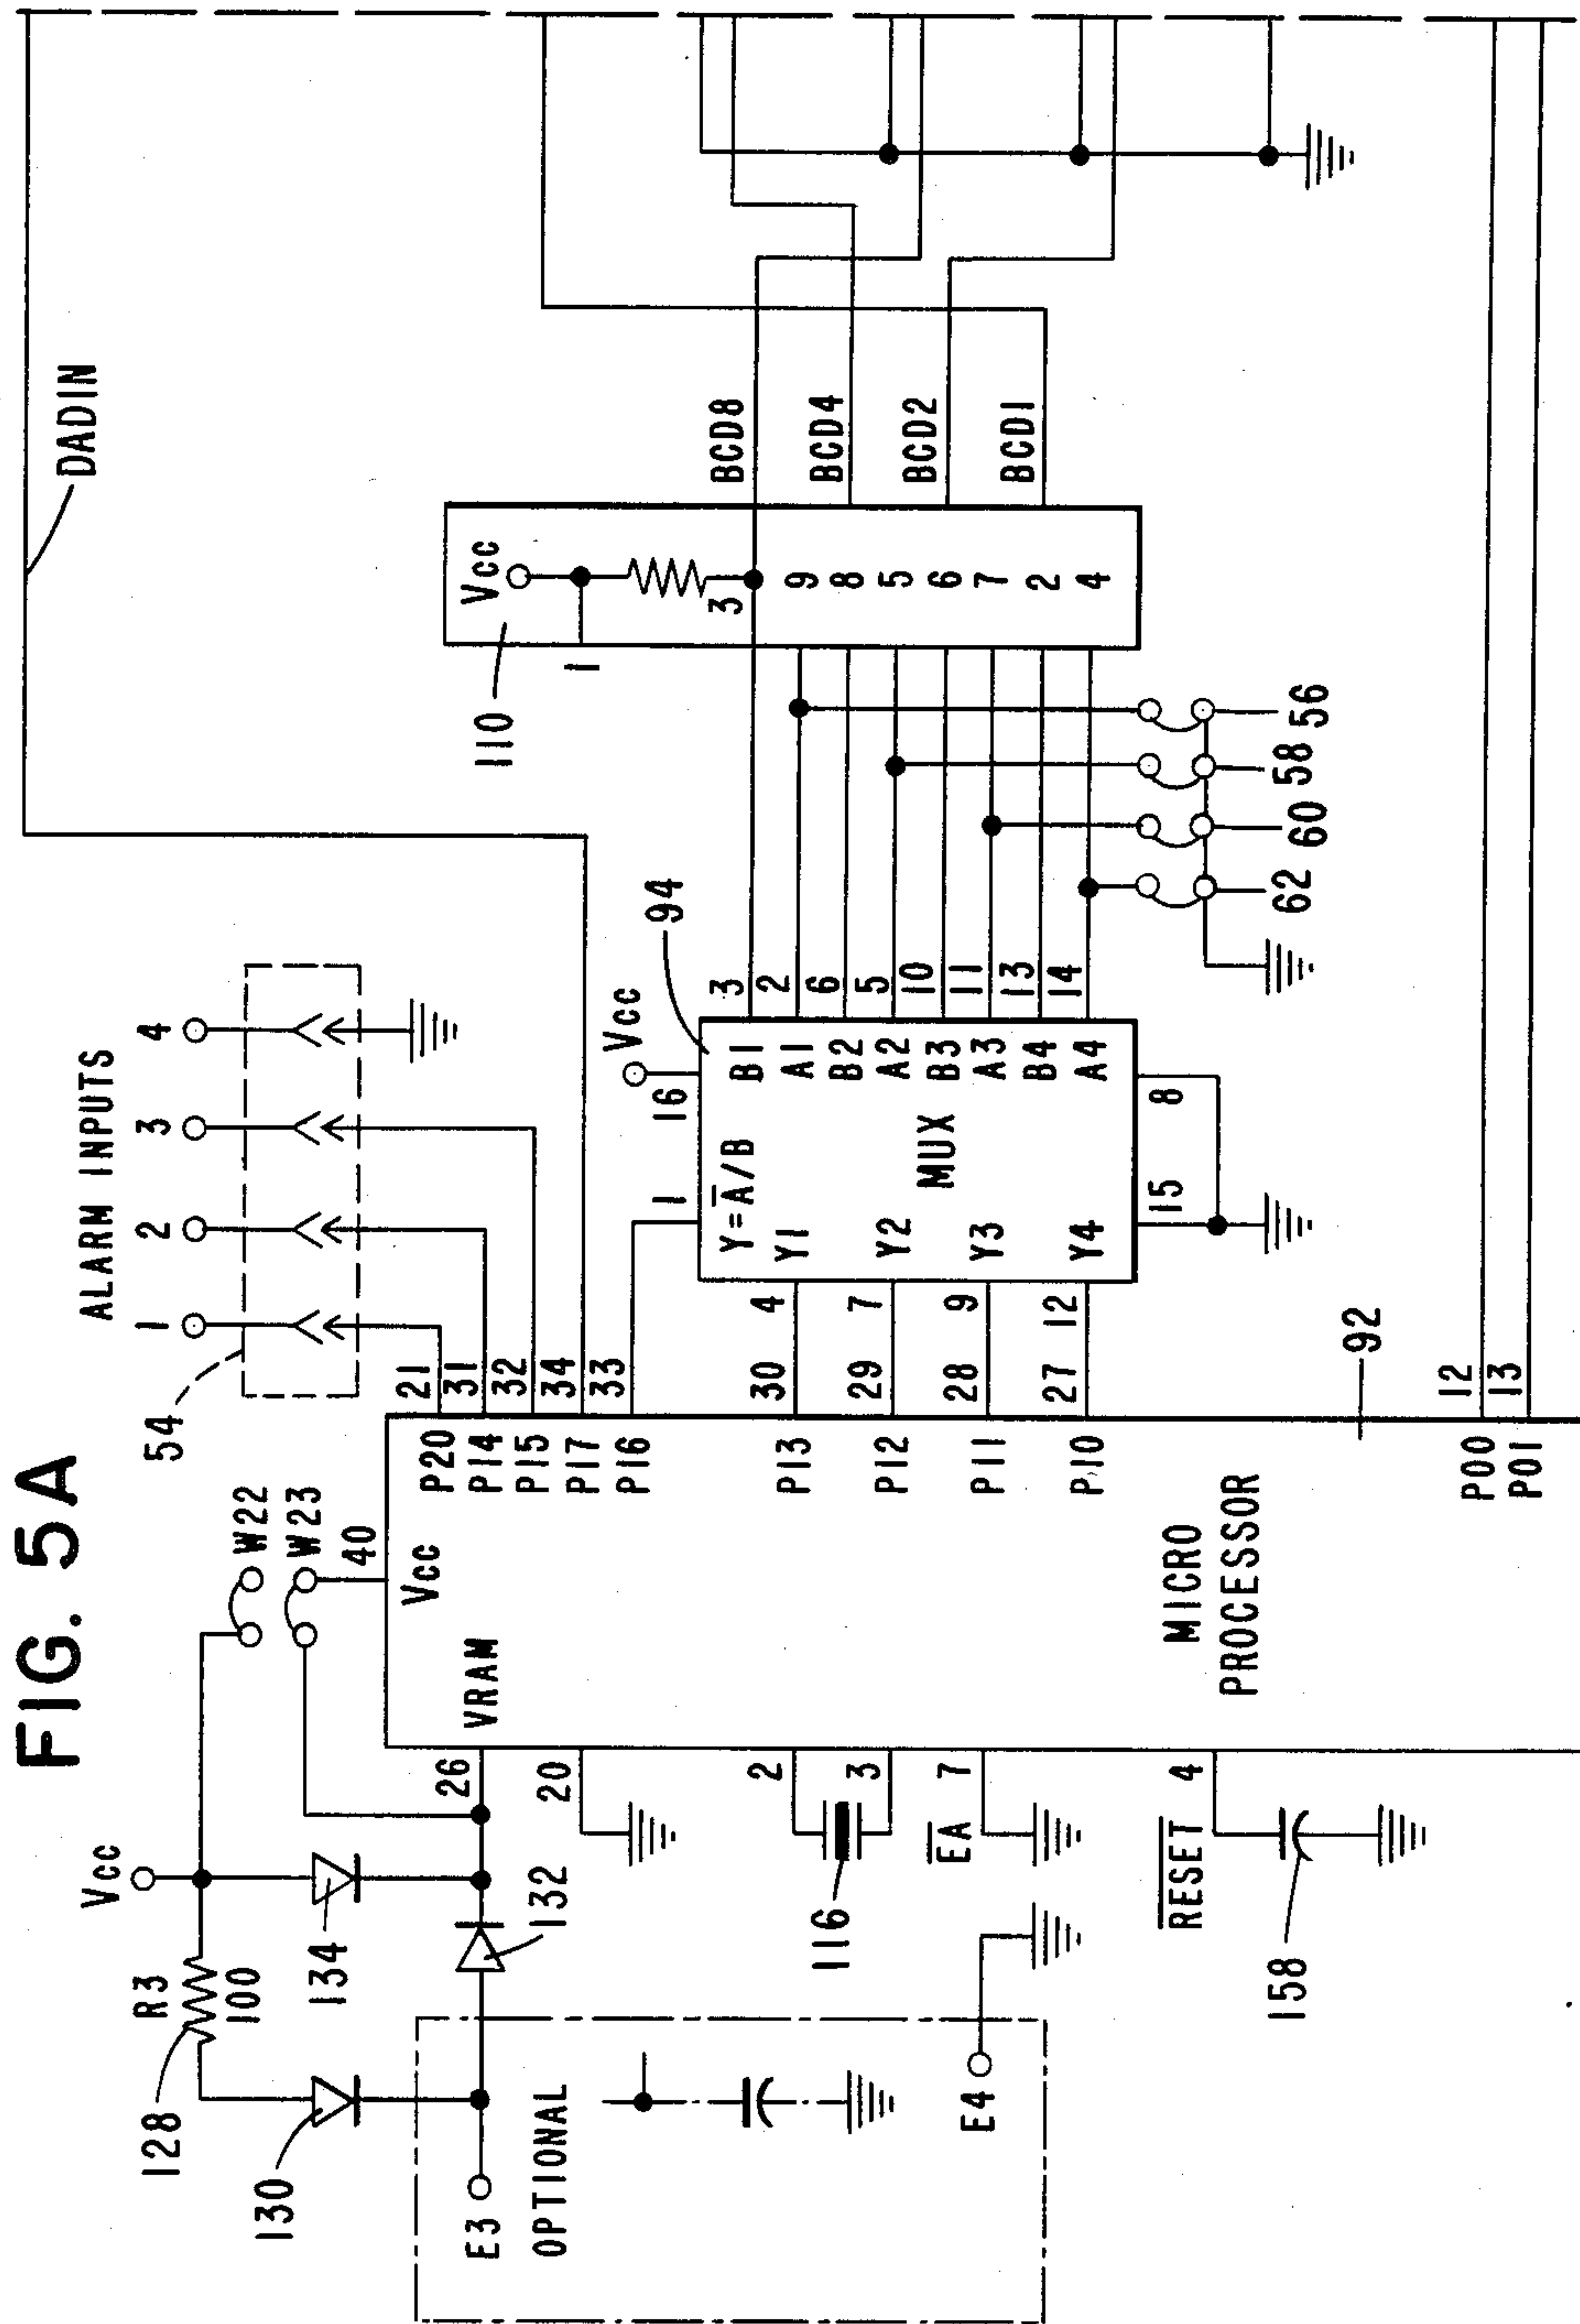 FIG. 5A
Vcc
R3
100
128
130
134
132
W22
W23
40
E3
OPTIONAL
E4
26
VRAM
Vcc
20
2
3
116
7
EA
4
RESET
158
MICRO
PROCESSOR
92
54
ALARM INPUTS
1 2 3 4
DADIN
21
P20
31
P14
32
P15
34
P17
33
P16
30
P13
29
P12
28
P11
27
P10
12
P00
13
P01
4
7
9
12
1
16
Vcc
94
Y=A/B
Y1
Y2
Y3
Y4
MUX
B1
A1
B2
A2
B3
A3
B4
A4
15
8
3
2
6
5
10
11
13
14
62 60 58 56
110
1
Vcc
3
9
8
5
6
7
2
4
BCD8
BCD4
BCD2
BCD1